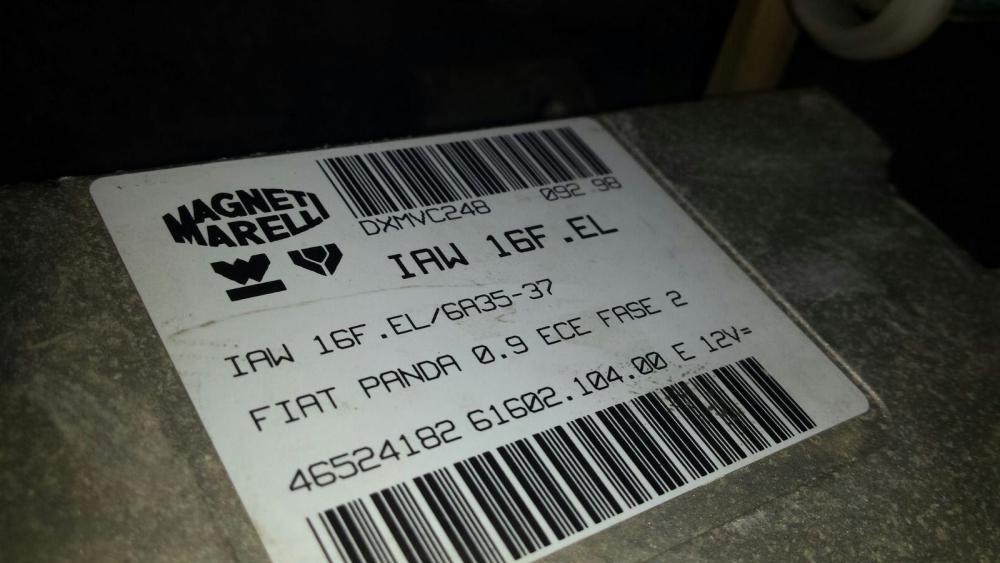 MAGNETI
MARELLI
DXMVC248 092 98
IAW 16F.EL
IAW 16F.EL/6A35-37
FIAT PANDA 0.9 ECE FASE 2
46524182 61602.104.00 E 12V=